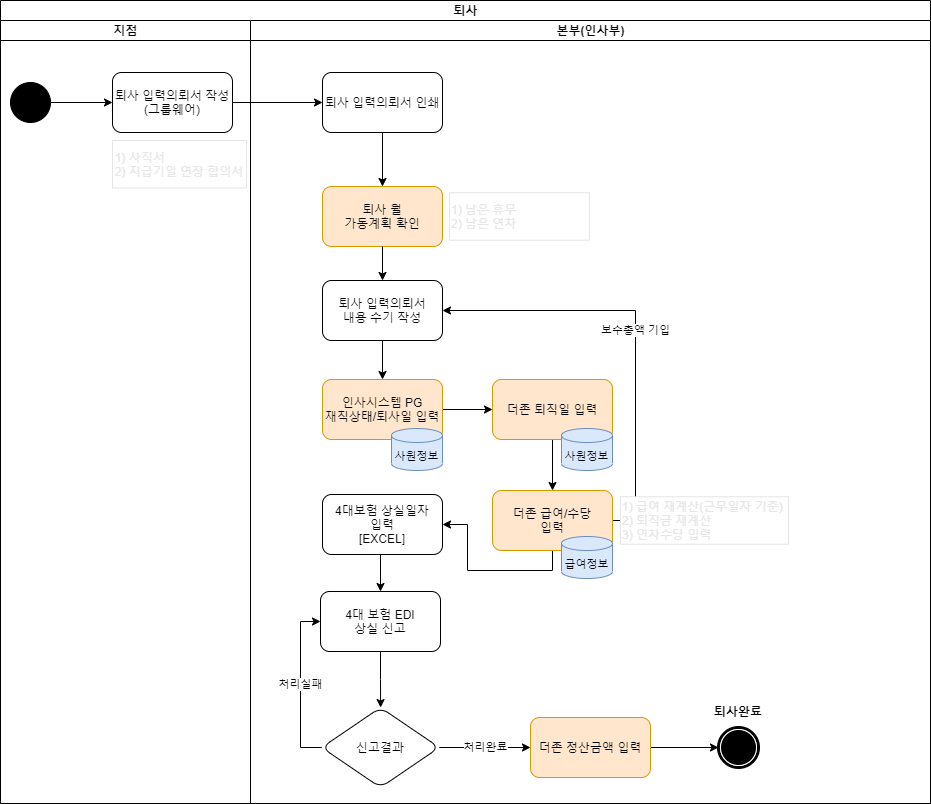 퇴사
지점
본부(인사부)
퇴사 입력의뢰서 작성
(그룹웨어)
1) 사직서
2) 지급기일 연장 합의서
퇴사 입력의뢰서 인쇄
퇴사 월
가동계획 확인
1) 남은 휴무
2) 남은 연차
퇴사 입력의뢰서
내용 수기 작성
보수총액 기입
인사시스템 PG
재직상태/퇴사일 입력
사원정보
더존 퇴직일 입력
사원정보
더존 급여/수당
입력
급여정보
1) 급여 재계산(근무일자 기준)
2) 퇴직금 재계산
3) 연차수당 입력
4대보험 상실일자
입력
[EXCEL]
4대 보험 EDI
상실 신고
처리실패
신고결과
처리완료
더존 정산금액 입력
퇴사완료